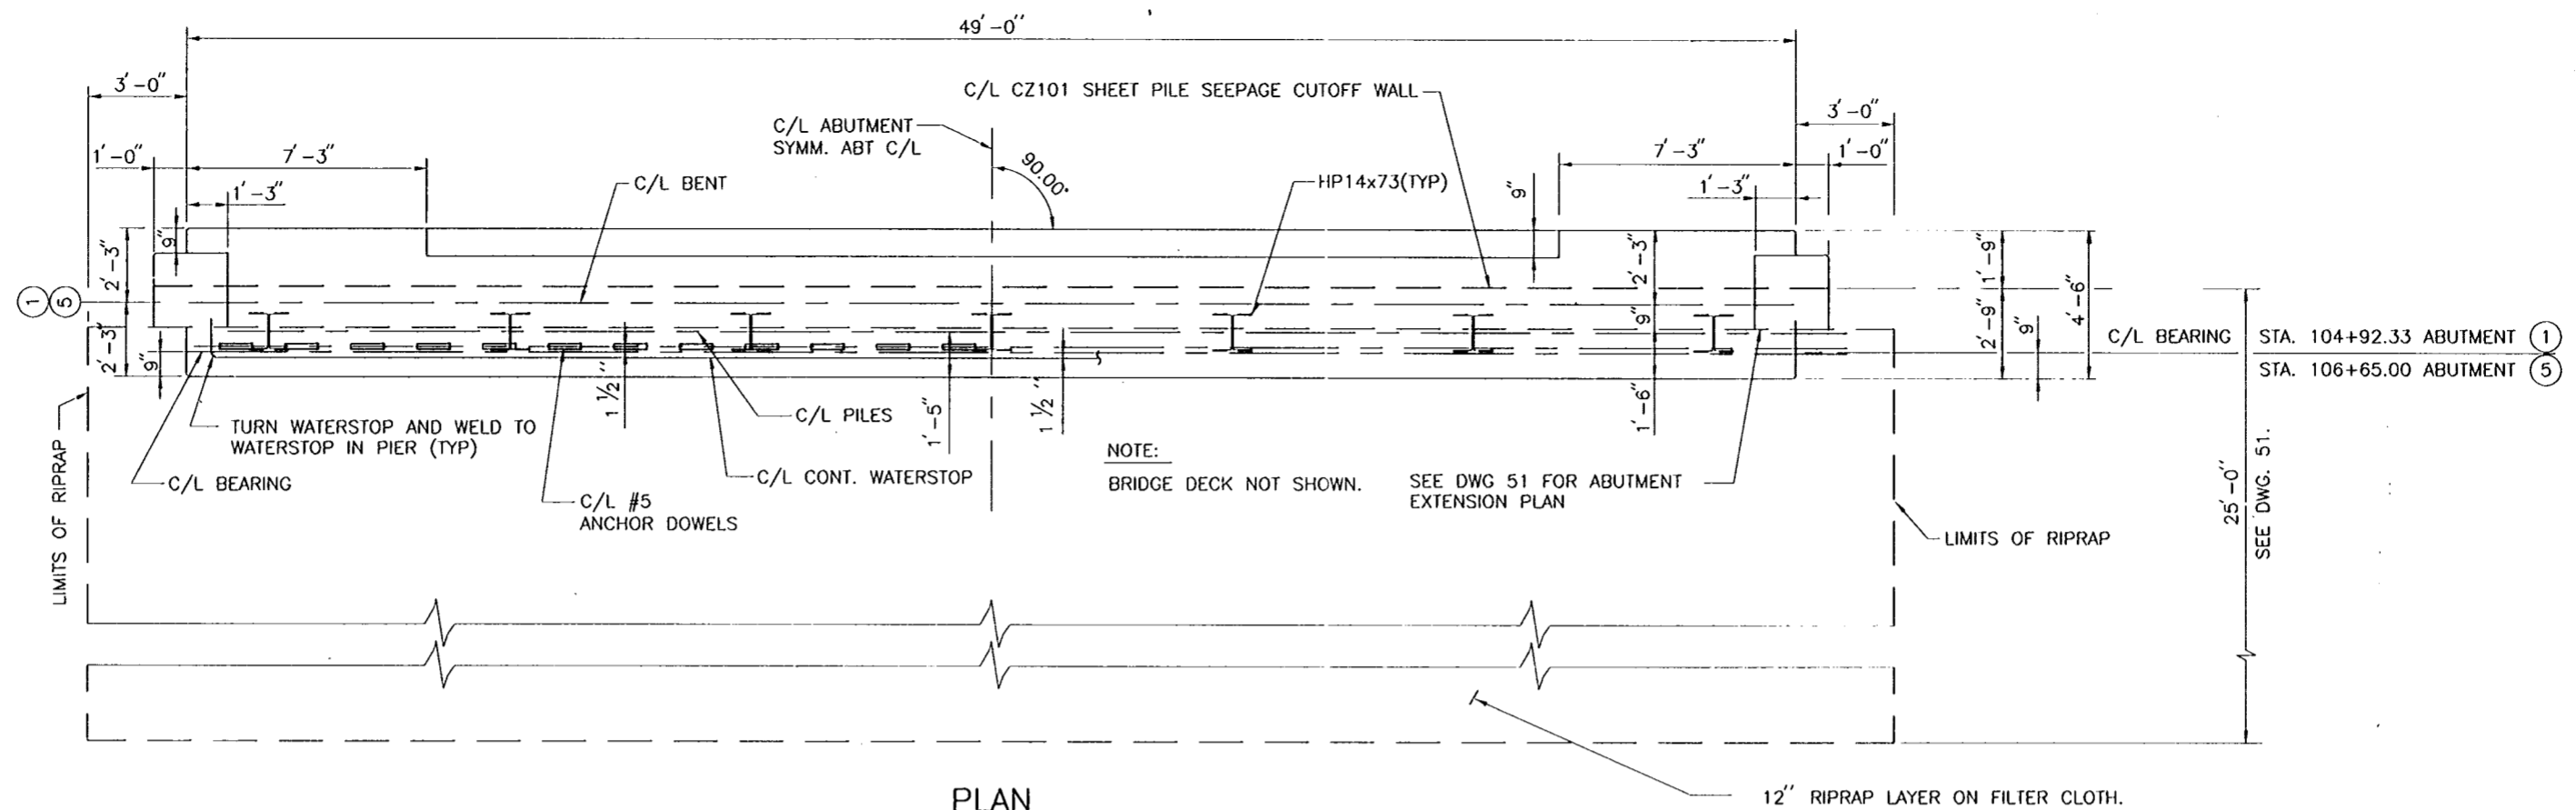 49'-0"
3'-0"
C/L CZ101 SHEET PILE SEEPAGE CUTOFF WALL
3'-0"
C/L ABUTMENT
SYMM. ABT C/L
90.00°
1'-0"
7'-3"
7'-3"
1'-0"
C/L BENT
HP14x73(TYP)
1'-3"
9"
1'-3"
9"
2'-3"
2'-3"
1'-9"
4'-6"
1
5
2'-3"
9"
9"
2'-9"
9"
C/L BEARING
STA. 104+92.33 ABUTMENT
1
STA. 106+65.00 ABUTMENT
5
1 1/2"
1'-5"
1 1/2"
1'-6"
C/L PILES
TURN WATERSTOP AND WELD TO
WATERSTOP IN PIER (TYP)
C/L BEARING
C/L CONT. WATERSTOP
C/L #5
ANCHOR DOWELS
NOTE:
BRIDGE DECK NOT SHOWN.
SEE DWG 51 FOR ABUTMENT
EXTENSION PLAN
LIMITS OF RIPRAP
LIMITS OF RIPRAP
25'-0"
SEE DWG. 51.
12" RIPRAP LAYER ON FILTER CLOTH.
PLAN